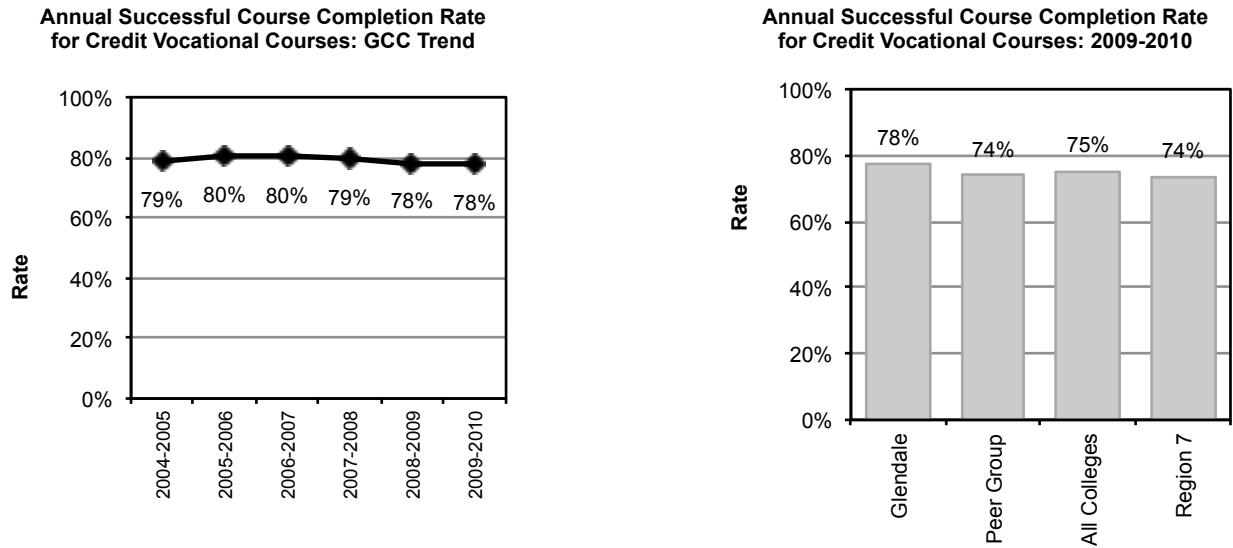 Annual Successful Course Completion Rate
for Credit Vocational Courses: GCC Trend
100%
80%
60%
40%
20%
0%
Rate
79%
80%
80%
79%
78%
78%
2004-2005
2005-2006
2006-2007
2007-2008
2008-2009
2009-2010
Annual Successful Course Completion Rate
for Credit Vocational Courses: 2009-2010
100%
80%
60%
40%
20%
0%
Rate
78%
74%
75%
74%
Glendale
Peer Group
All Colleges
Region 7